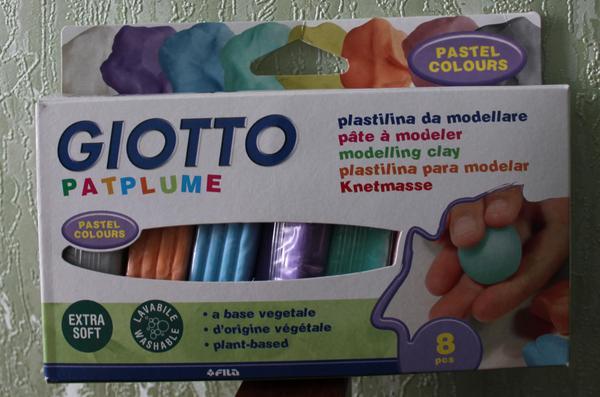 PASTEL
COLOURS
GIOTTO
PATPLUME
plastilina da modellare
pâte à modeler
modelling clay
plastilina para modelar
Knetmasse
PASTEL
COLOURS
EXTRA
SOFT
LAVABILE
WASHABLE
• a base vegetale
• d'origine végétale
• plant-based
8
pcs
FILA